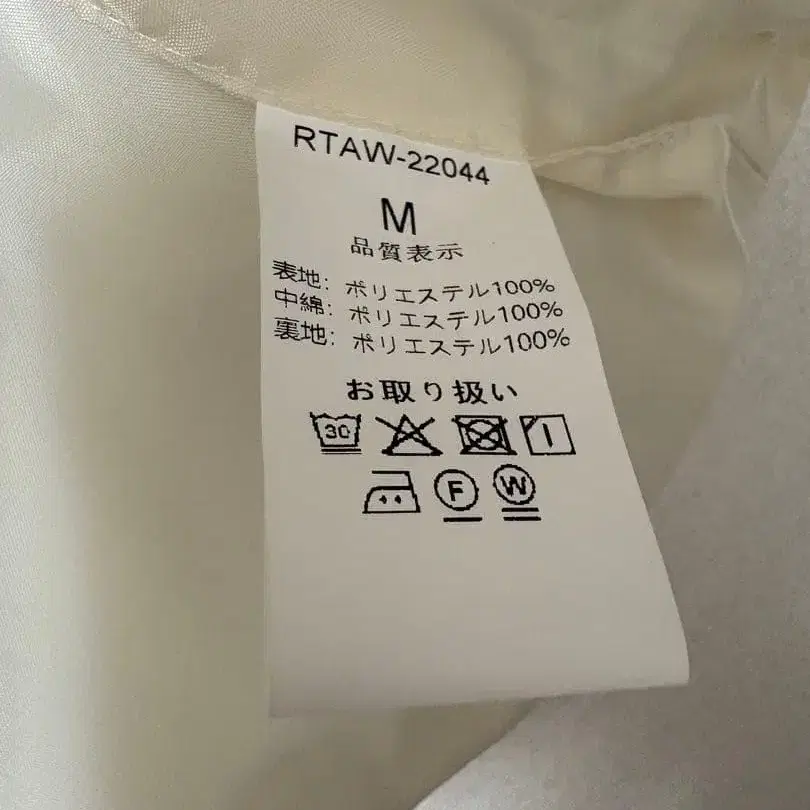 RTAW-22044
M
品質表示
表地: ポリエステル100%
中綿: ポリエステル100%
裏地: ポリエステル100%
お取り扱い
30
F W